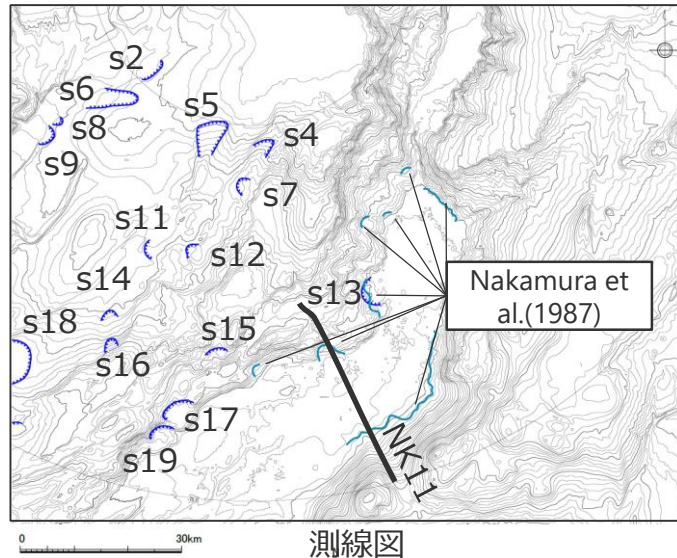 s2
s6
s5
s8
s4
s9
s7
s11
s12
s14
s13
Nakamura et
al.(1987)
s18
s15
s16
s17
NK11
s19
0
30km
測線図